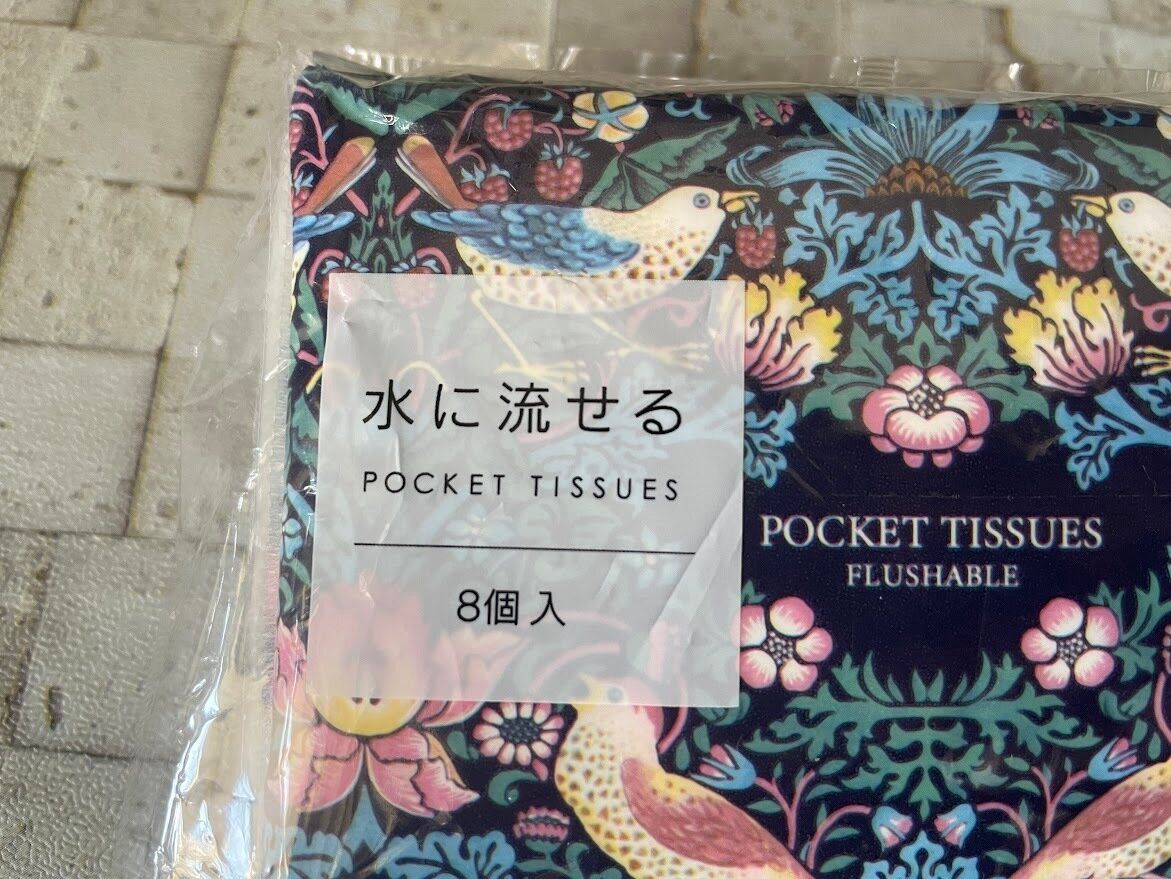 水に流せる
POCKET TISSUES
8個入
POCKET TISSUES
FLUSHABLE